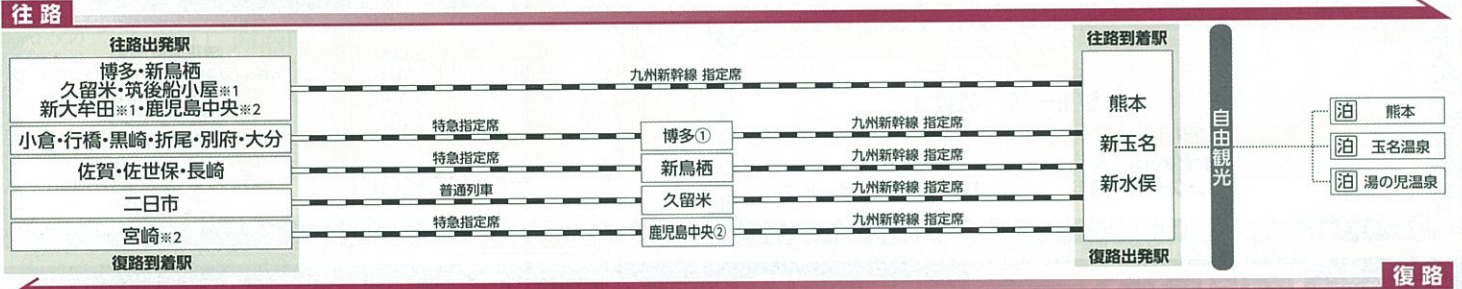 往路
往路出発駅
博多・新鳥栖
久留米・筑後船小屋※1
新大牟田※1・鹿児島中央※2
九州新幹線 指定席
小倉・行橋・黒崎・折尾・別府・大分
特急指定席
博多①
九州新幹線 指定席
佐賀・佐世保・長崎
特急指定席
新鳥栖
九州新幹線 指定席
二日市
普通列車
久留米
九州新幹線 指定席
宮崎※2
特急指定席
鹿児島中央②
九州新幹線 指定席
復路到着駅
往路到着駅
熊本
新玉名
新水俣
復路出発駅
自由観光
泊 熊本
泊 玉名温泉
泊 湯の児温泉
復路